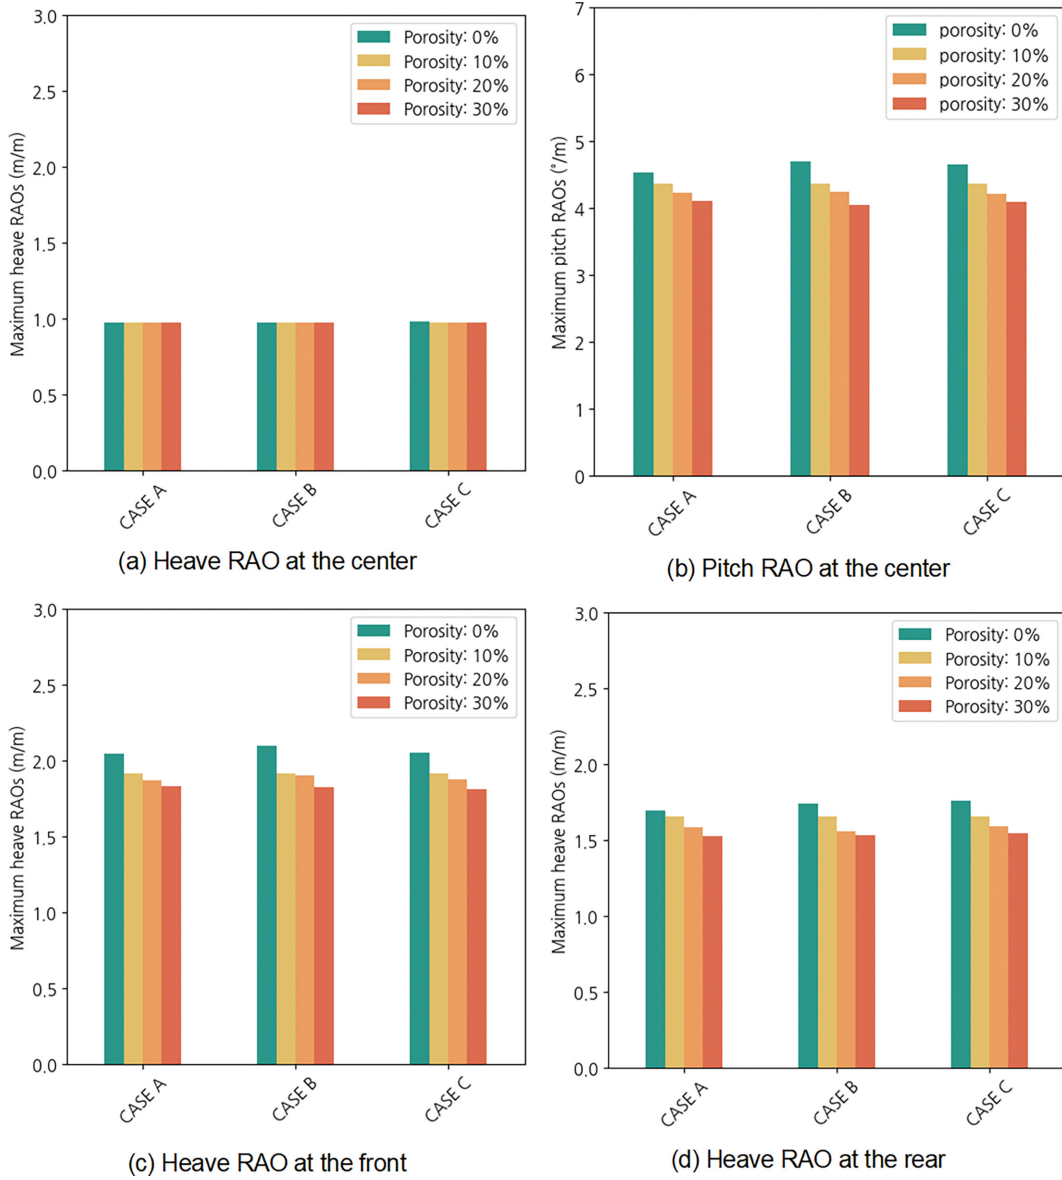 Maximum heave RAOs (m/m)
3.0
2.5
2.0
1.5
1.0
0.5
0.0
Porosity: 0%
Porosity: 10%
Porosity: 20%
Porosity: 30%
CASE A
CASE B
CASE C
(a) Heave RAO at the center
Maximum pitch RAOs (°/m)
7
6
5
4
3
2
1
0
porosity: 0%
porosity: 10%
porosity: 20%
porosity: 30%
CASE A
CASE B
CASE C
(b) Pitch RAO at the center
Maximum heave RAOs (m/m)
3.0
2.5
2.0
1.5
1.0
0.5
0.0
Porosity: 0%
Porosity: 10%
Porosity: 20%
Porosity: 30%
CASE A
CASE B
CASE C
(c) Heave RAO at the front
Maximum heave RAOs (m/m)
3.0
2.5
2.0
1.5
1.0
0.5
0.0
Porosity: 0%
Porosity: 10%
Porosity: 20%
Porosity: 30%
CASE A
CASE B
CASE C
(d) Heave RAO at the rear